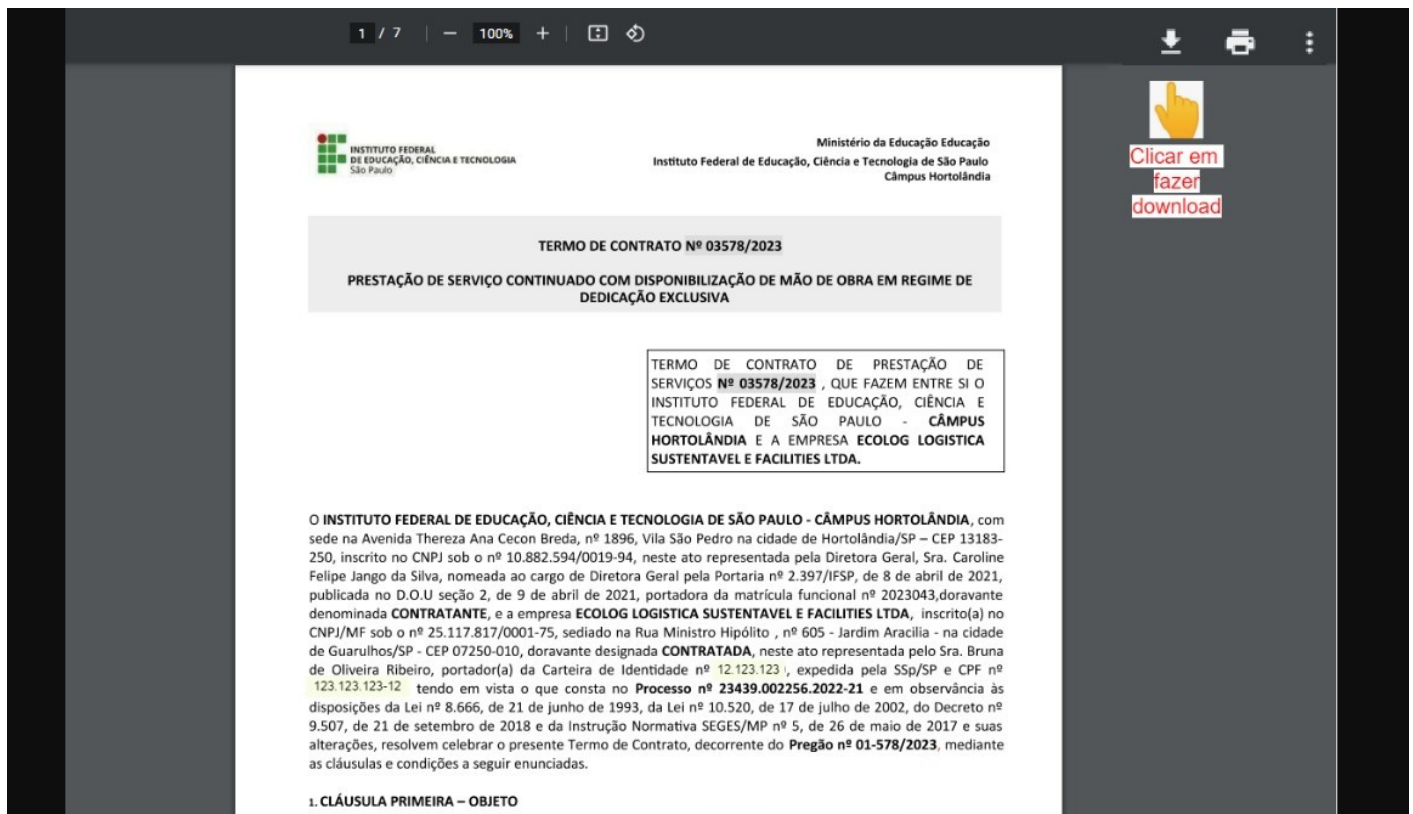 1 / 7 | − 100% + |
INSTITUTO FEDERAL
DE EDUCAÇÃO, CIÊNCIA E TECNOLOGIA
São Paulo
Ministério da Educação Educação
Instituto Federal de Educação, Ciência e Tecnologia de São Paulo
Câmpus Hortolândia
Clicar em
fazer
download
TERMO DE CONTRATO Nº 03578/2023
PRESTAÇÃO DE SERVIÇO CONTINUADO COM DISPONIBILIZAÇÃO DE MÃO DE OBRA EM REGIME DE
DEDICAÇÃO EXCLUSIVA
TERMO DE CONTRATO DE PRESTAÇÃO DE
SERVIÇOS Nº 03578/2023 , QUE FAZEM ENTRE SI O
INSTITUTO FEDERAL DE EDUCAÇÃO, CIÊNCIA E
TECNOLOGIA DE SÃO PAULO - CÂMPUS
HORTOLÂNDIA E A EMPRESA ECOLOG LOGISTICA
SUSTENTAVEL E FACILITIES LTDA.
O INSTITUTO FEDERAL DE EDUCAÇÃO, CIÊNCIA E TECNOLOGIA DE SÃO PAULO - CÂMPUS HORTOLÂNDIA, com
sede na Avenida Thereza Ana Cecon Breda, nº 1896, Vila São Pedro na cidade de Hortolândia/SP – CEP 13183-
250, inscrito no CNPJ sob o nº 10.882.594/0019-94, neste ato representada pela Diretora Geral, Sra. Caroline
Felipe Jango da Silva, nomeada ao cargo de Diretora Geral pela Portaria nº 2.397/IFSP, de 8 de abril de 2021,
publicada no D.O.U seção 2, de 9 de abril de 2021, portadora da matrícula funcional nº 2023043,doravante
denominada CONTRATANTE, e a empresa ECOLOG LOGISTICA SUSTENTAVEL E FACILITIES LTDA, inscrito(a) no
CNPJ/MF sob o nº 25.117.817/0001-75, sediado na Rua Ministro Hipólito , nº 605 - Jardim Aracilia - na cidade
de Guarulhos/SP - CEP 07250-010, doravante designada CONTRATADA, neste ato representada pelo Sra. Bruna
de Oliveira Ribeiro, portador(a) da Carteira de Identidade nº 12.123.123 , expedida pela SSp/SP e CPF nº
123.123.123-12 tendo em vista o que consta no Processo nº 23439.002256.2022-21 e em observância às
disposições da Lei nº 8.666, de 21 de junho de 1993, da Lei nº 10.520, de 17 de julho de 2002, do Decreto nº
9.507, de 21 de setembro de 2018 e da Instrução Normativa SEGES/MP nº 5, de 26 de maio de 2017 e suas
alterações, resolvem celebrar o presente Termo de Contrato, decorrente do Pregão nº 01-578/2023, mediante
as cláusulas e condições a seguir enunciadas.
1. CLÁUSULA PRIMEIRA – OBJETO